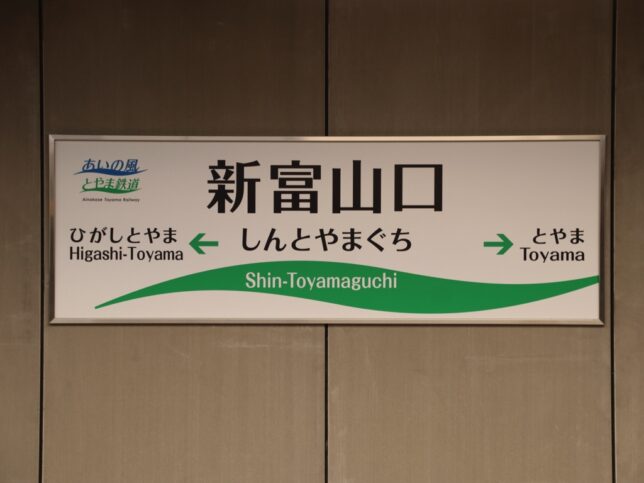 あいの風
とやま鉄道
Ainokaze Toyama Railway
新富山口
ひがしとやま
Higashi-Toyama
← しんとやまぐち →
とやま
Toyama
Shin-Toyamaguchi